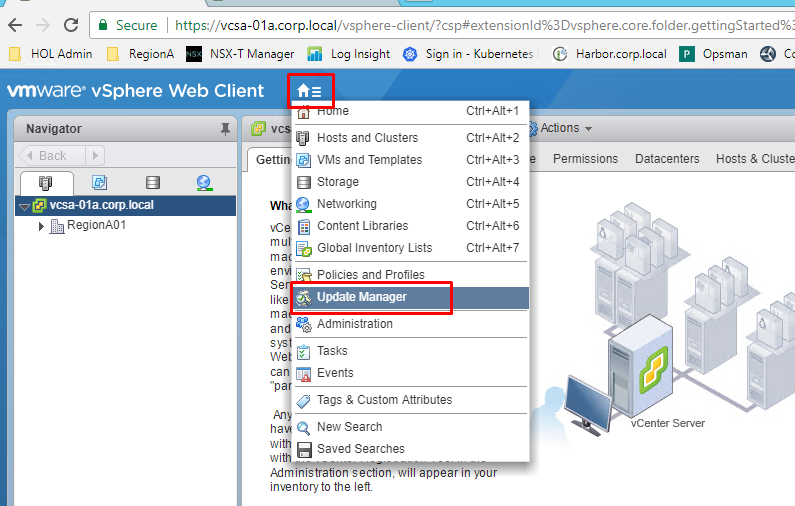 Secure https://vcsa-01a.corp.local/vsphere-client/?csp#extensionId%3Dvsphere.core.folder.gettingStarted%3
HOL Admin RegionA NSX NSX-T Manager Log Insight Sign in - Kubernetes Harbor.corp.local Opsman Co
vmware® vSphere Web Client
Navigator
vcs
Actions
Back
Getting
e Permissions Datacenters Hosts & Cluste
vcsa-01a.corp.local
RegionA01
Home Ctrl+Alt+1
Hosts and Clusters Ctrl+Alt+2
VMs and Templates Ctrl+Alt+3
Storage Ctrl+Alt+4
Networking Ctrl+Alt+5
Content Libraries Ctrl+Alt+6
Global Inventory Lists Ctrl+Alt+7
Policies and Profiles
Update Manager
Administration
Tasks
Events
Tags & Custom Attributes
New Search
Saved Searches
Wha
vCe
mul
mac
envi
Ser
like
mac
and
syst
Web
can
"par
Any
have
with
Administration section, will appear in your
inventory to the left.
vCenter Server